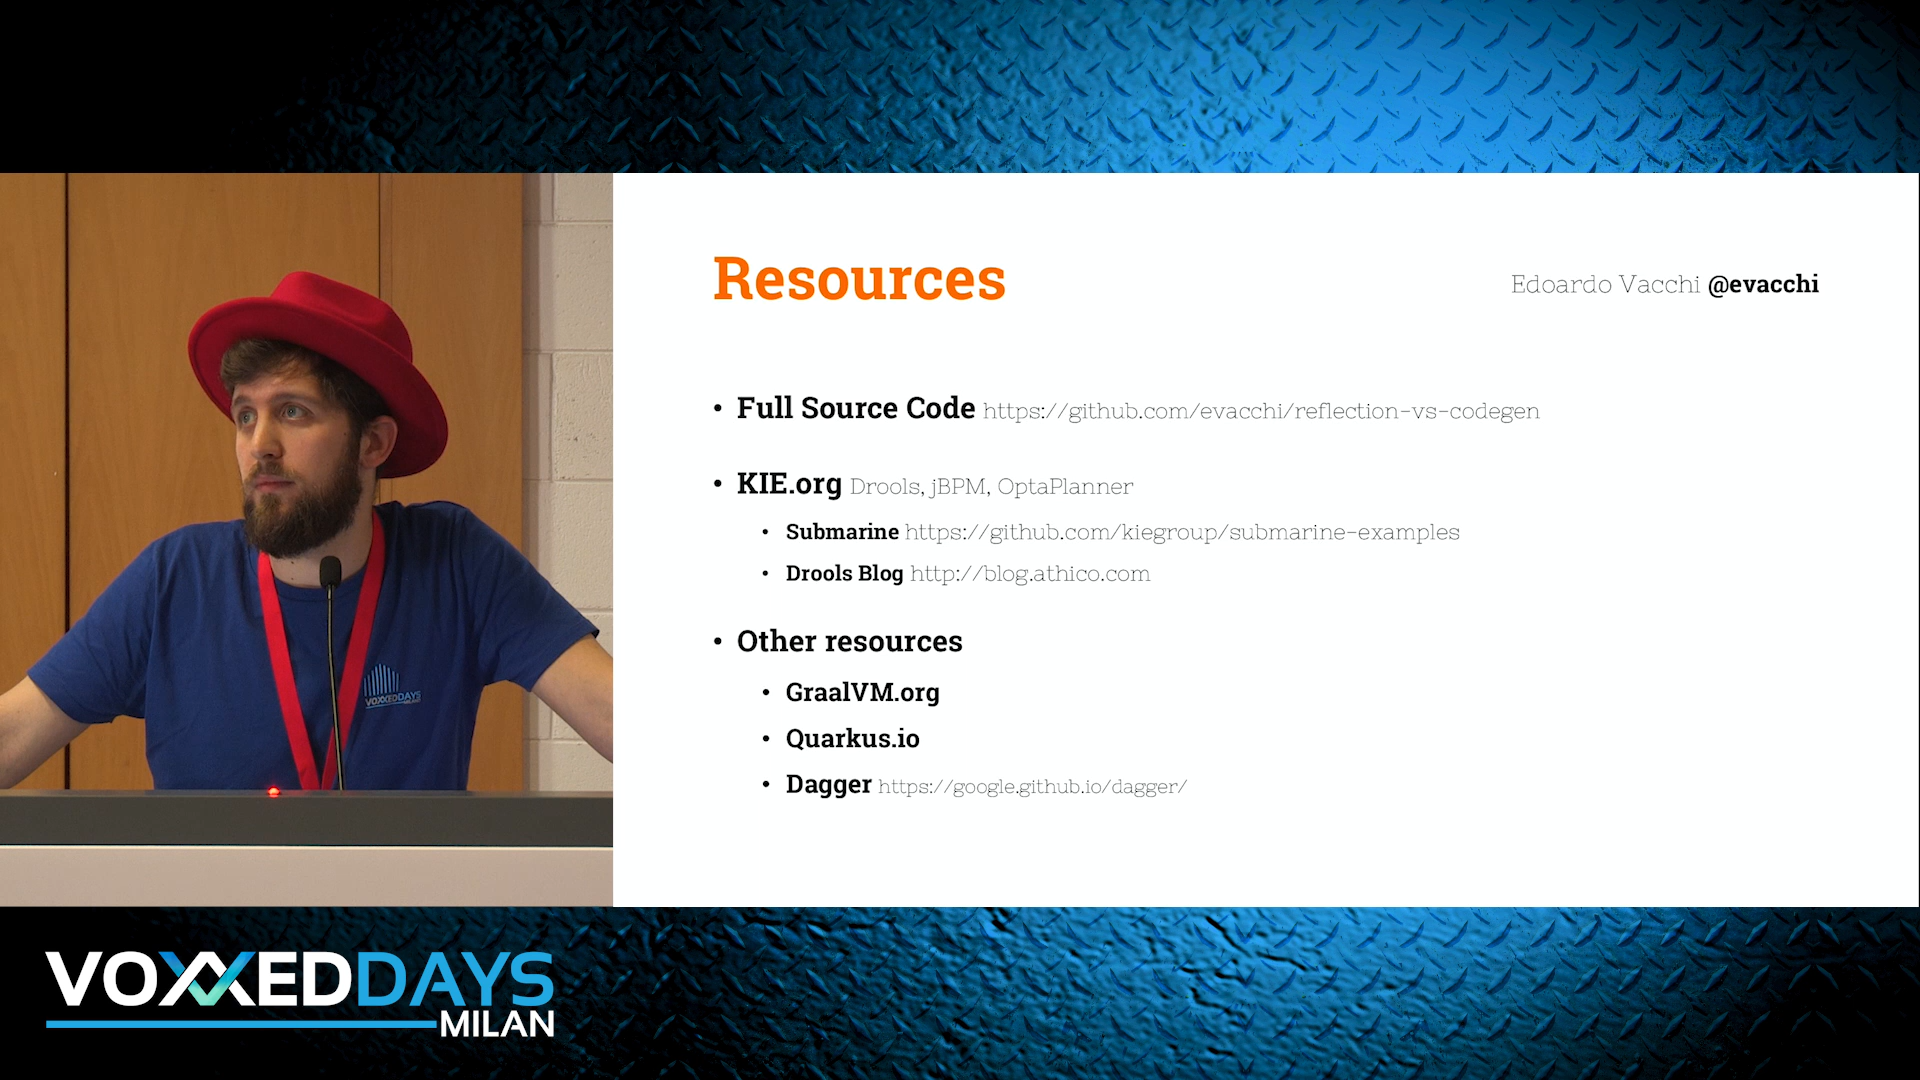 Resources
Edoardo Vacchi @evacchi
• Full Source Code https://github.com/evacchi/reflection-vs-codegen
• KIE.org Drools, jBPM, OptaPlanner
• Submarine https://github.com/kiegroup/submarine-examples
• Drools Blog http://blog.athico.com
• Other resources
• GraalVM.org
• Quarkus.io
• Dagger https://google.github.io/dagger/
VOXXEDDAYS
MILAN
VOXXEDDAYS
MILAN